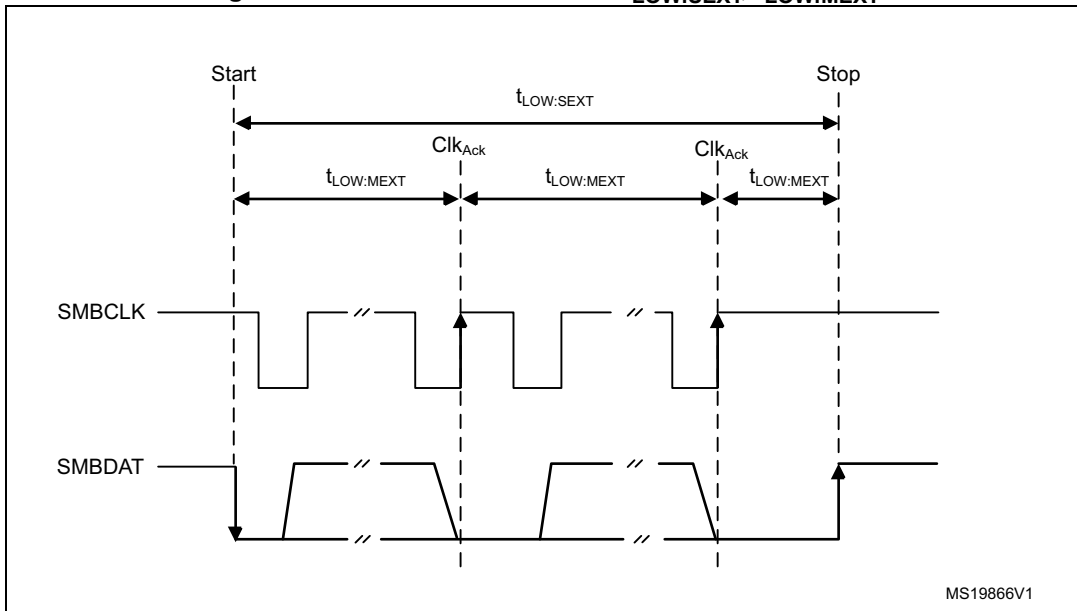 Start
Stop
tLOW:SEXT
ClkAck
ClkAck
tLOW:MEXT
tLOW:MEXT
tLOW:MEXT
SMBCLK
SMBDAT
MS19866V1